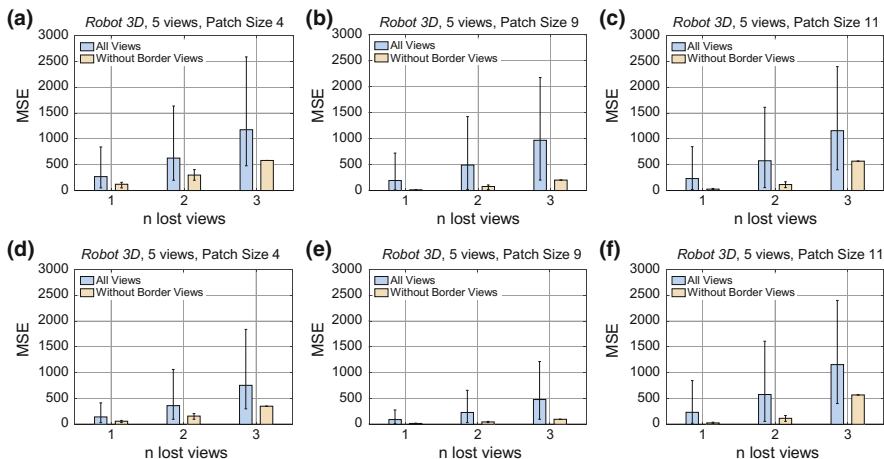 (a)
Robot 3D, 5 views, Patch Size 4
3000
2500
2000
1500
1000
500
0
MSE
All Views
Without Border Views
1 2 3
n lost views
(b)
Robot 3D, 5 views, Patch Size 9
3000
2500
2000
1500
1000
500
0
MSE
All Views
Without Border Views
1 2 3
n lost views
(c)
Robot 3D, 5 views, Patch Size 11
3000
2500
2000
1500
1000
500
0
MSE
All Views
Without Border Views
1 2 3
n lost views
(d)
Robot 3D, 5 views, Patch Size 4
3000
2500
2000
1500
1000
500
0
MSE
All Views
Without Border Views
1 2 3
n lost views
(e)
Robot 3D, 5 views, Patch Size 9
3000
2500
2000
1500
1000
500
0
MSE
All Views
Without Border Views
1 2 3
n lost views
(f)
Robot 3D, 5 views, Patch Size 11
3000
2500
2000
1500
1000
500
0
MSE
All Views
Without Border Views
1 2 3
n lost views